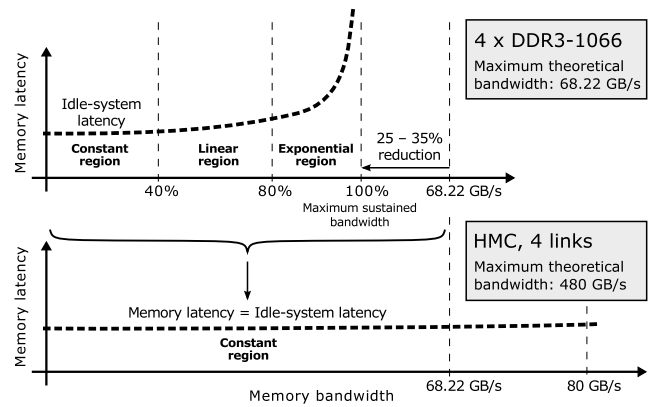 4 x DDR3-1066
Maximum theoretical
bandwidth: 68.22 GB/s
Memory latency
Idle-system
latency
Constant
region
Linear
region
Exponential
region
25 – 35%
reduction
40%
80%
100%
68.22 GB/s
Maximum sustained
bandwidth
HMC, 4 links
Maximum theoretical
bandwidth: 480 GB/s
Memory latency
Memory latency = Idle-system latency
Constant
region
68.22 GB/s
80 GB/s
Memory bandwidth